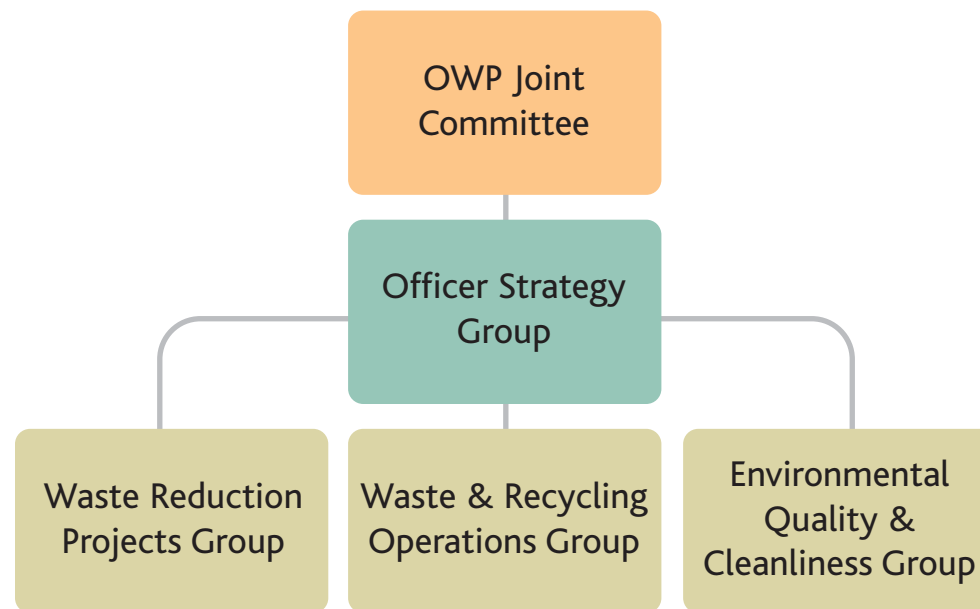 OWP Joint
Committee
Officer Strategy
Group
Waste Reduction
Projects Group
Waste & Recycling
Operations Group
Environmental
Quality &
Cleanliness Group